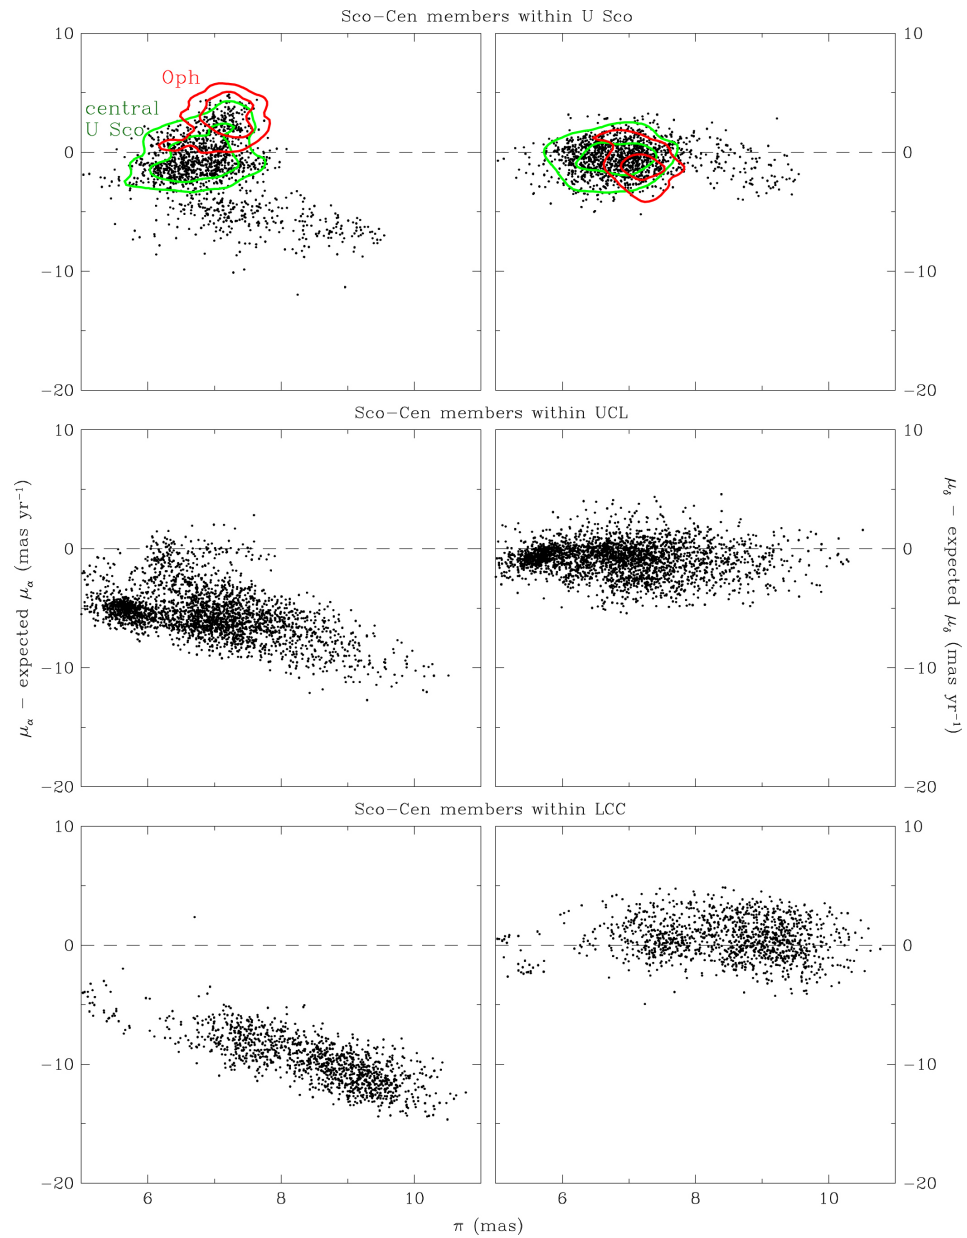 Sco−Cen members within U Sco
10
0
−10
−20
Oph
central
U Sco
10
0
−10
−20
Sco−Cen members within UCL
10
0
−10
−20
10
0
−10
−20
μα − expected μα (mas yr⁻¹)
μδ − expected μδ (mas yr⁻¹)
Sco−Cen members within LCC
10
0
−10
−20
10
0
−10
−20
6 8 10
6 8 10
π (mas)